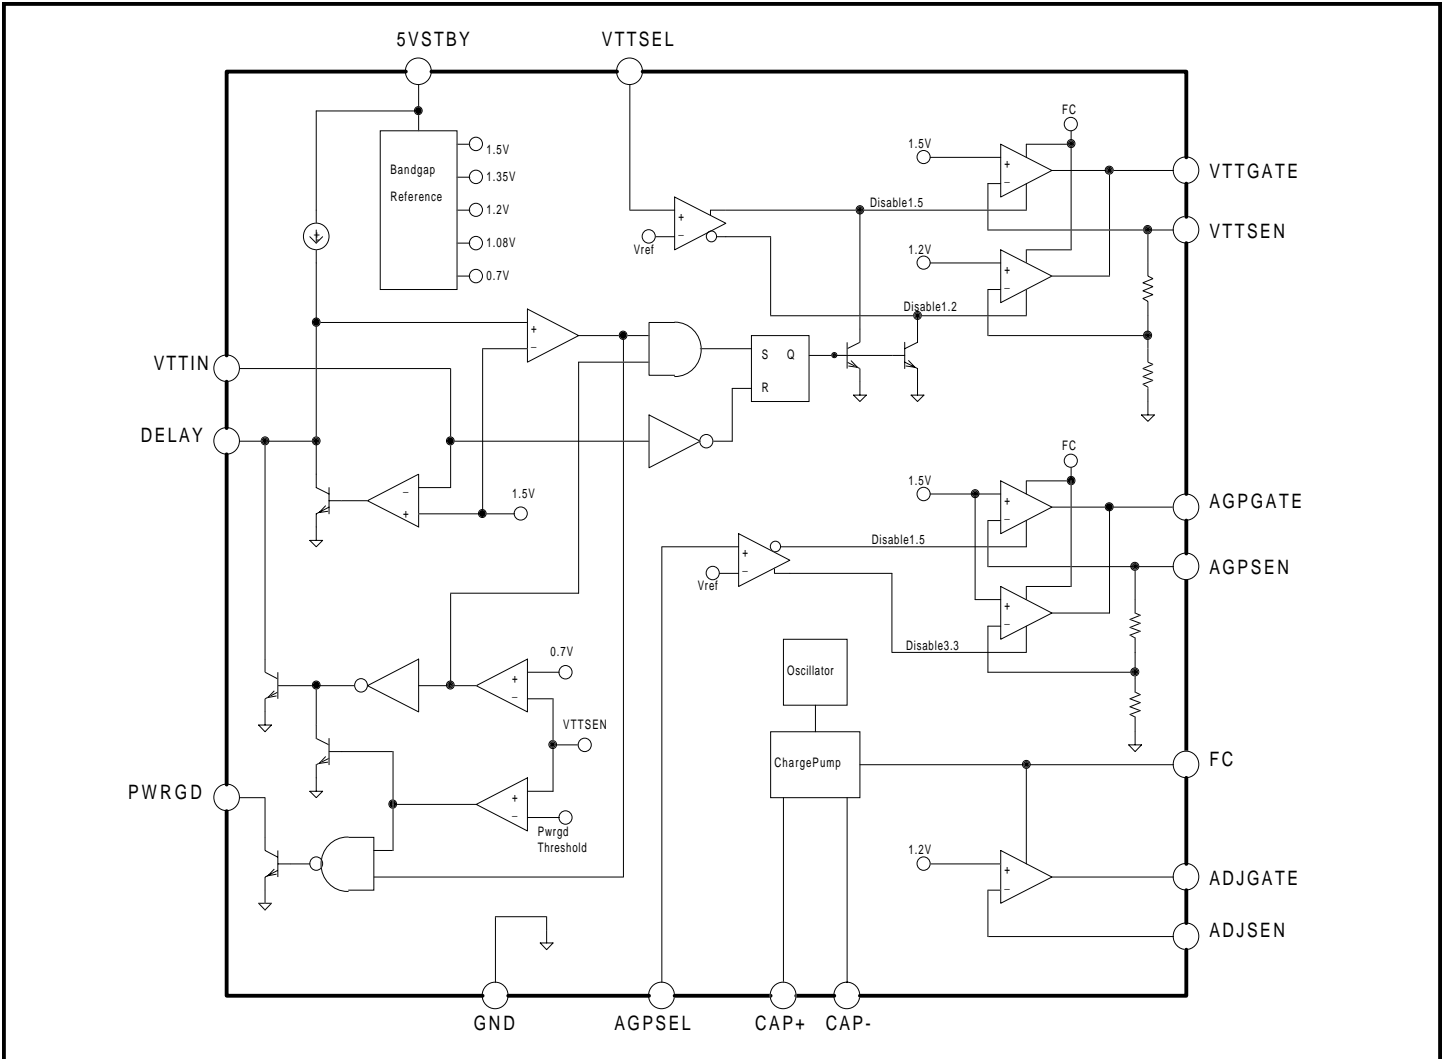 5VSTBY
VTTSEL
FC
1.5V
1.5V
Bandgap
Reference
1.35V
1.2V
1.08V
0.7V
VTTGATE
Disable1.5
+
−
+
−
Vref
VTTSEN
1.2V
+
−
Disable1.2
+
−
S Q
R
VTTIN
DELAY
FC
−
+
1.5V
1.5V
+
−
AGPGATE
Disable1.5
+
−
Vref
AGPSEN
+
−
Disable3.3
0.7V
+
−
Oscillator
VTTSEN
ChargePump
FC
PWRGD
+
−
Pwrgd
Threshold
1.2V
+
−
ADJGATE
ADJSEN
GND
AGPSEL
CAP+
CAP-